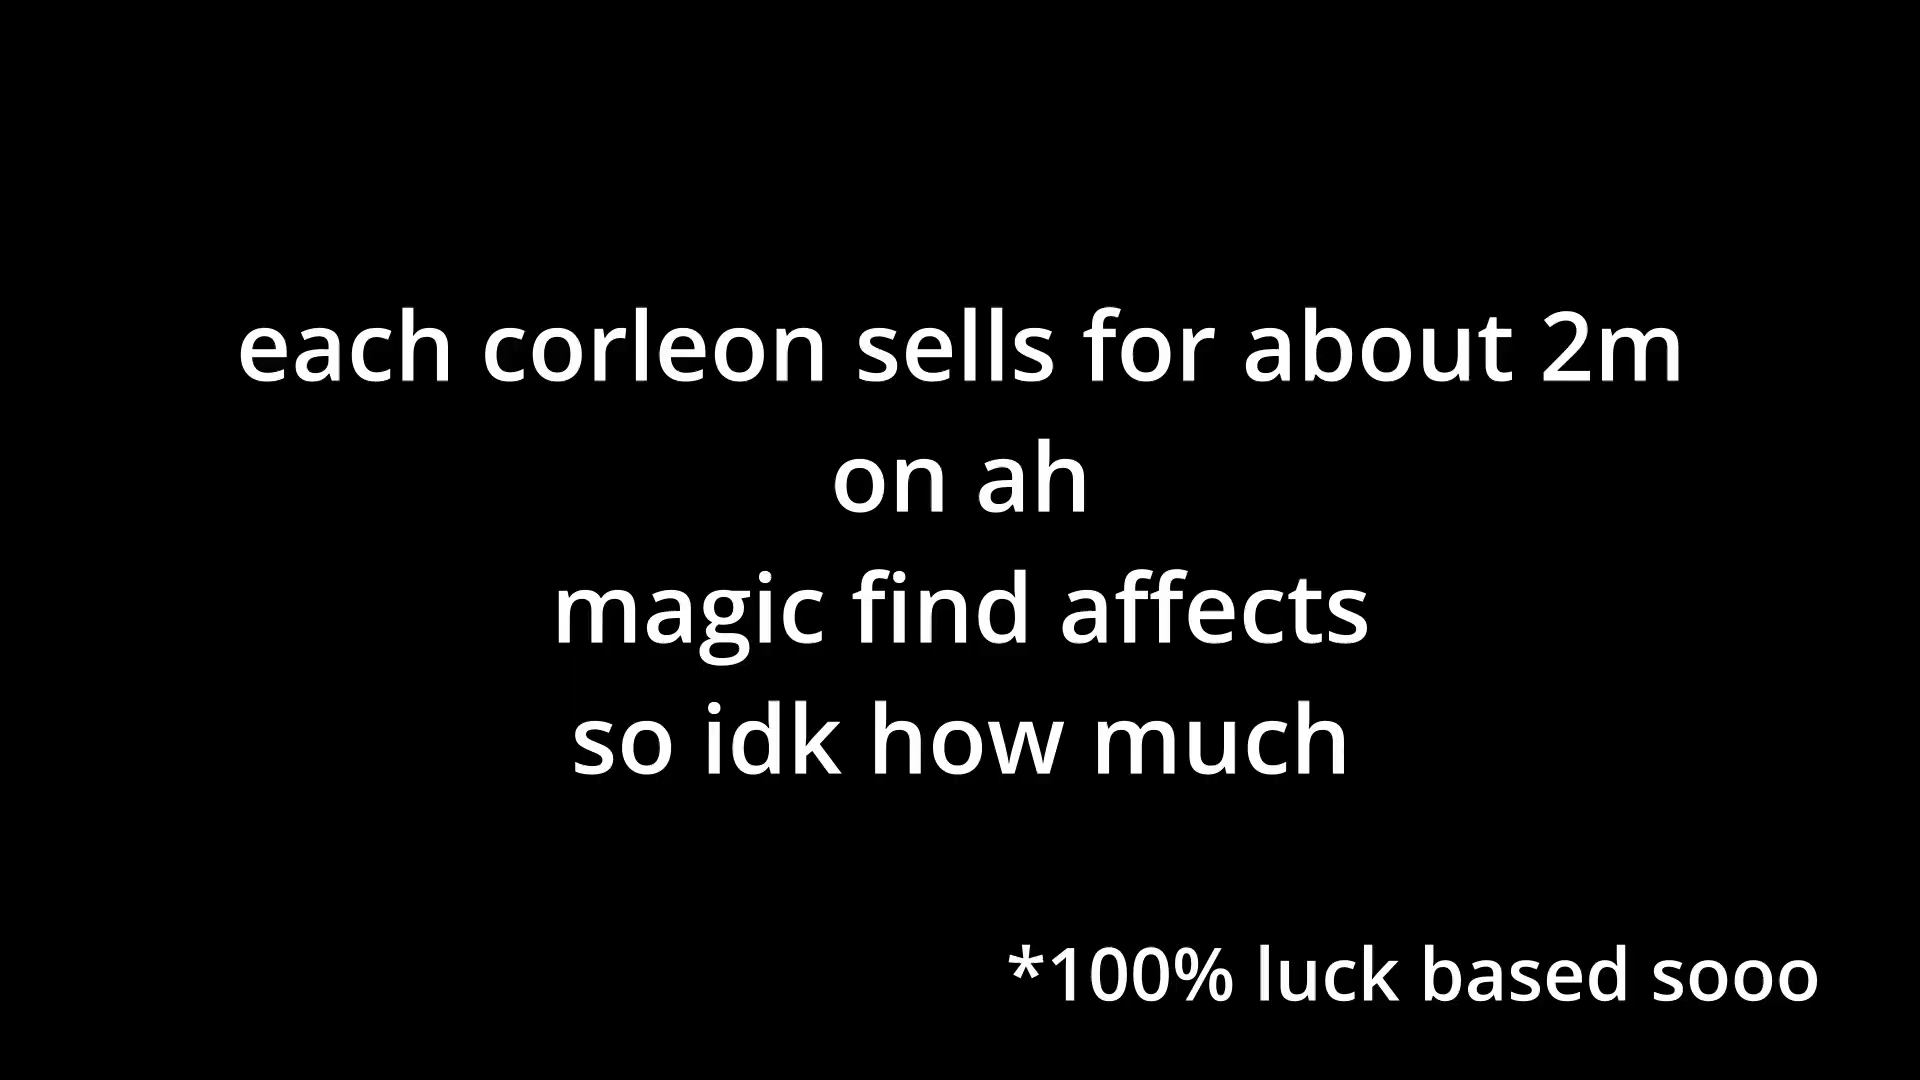 each corleon sells for about 2m
on ah
magic find affects
so idk how much
*100% luck based sooo